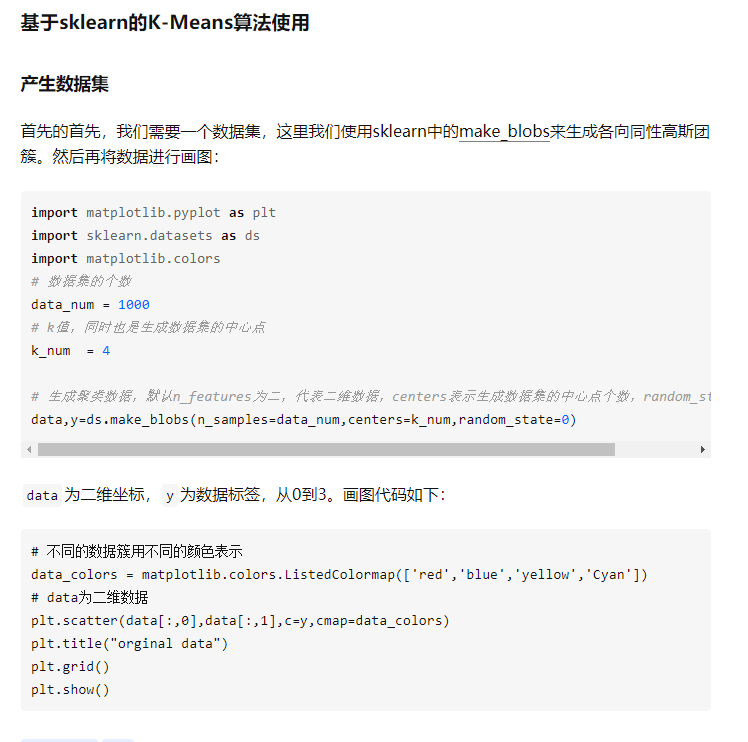 基于sklearn的K-Means算法使用
产生数据集
首先的首先，我们需要一个数据集，这里我们使用sklearn中的make_blobs来生成各向同性高斯团
簇。然后再将数据进行画图：
import matplotlib.pyplot as plt
import sklearn.datasets as ds
import matplotlib.colors
# 数据集的个数
data_num = 1000
# k值，同时也是生成数据集的中心点
k_num  = 4
# 生成聚类数据，默认n_features为二，代表二维数据，centers表示生成数据集的中心点个数，random_st
data,y=ds.make_blobs(n_samples=data_num,centers=k_num,random_state=0)
data 为二维坐标， y 为数据标签，从0到3。画图代码如下：
# 不同的数据簇用不同的颜色表示
data_colors = matplotlib.colors.ListedColormap(['red','blue','yellow','Cyan'])
# data为二维数据
plt.scatter(data[:,0],data[:,1],c=y,cmap=data_colors)
plt.title("orginal data")
plt.grid()
plt.show()